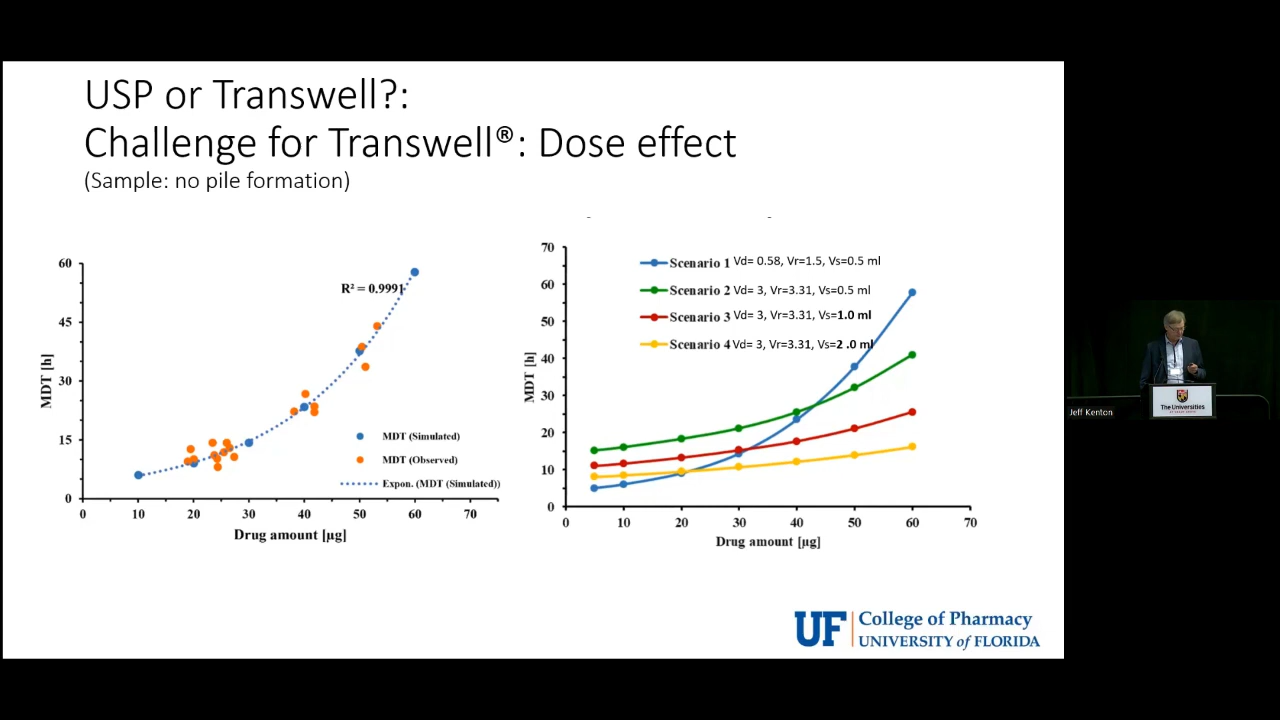 USP or Transwell?:
Challenge for Transwell®: Dose effect
(Sample: no pile formation)
60
45
30
15
0
MDT [h]
R² = 0.9991
MDT (Simulated)
MDT (Observed)
Expon. (MDT (Simulated))
0 10 20 30 40 50 60 70
Drug amount [µg]
70
60
50
40
30
20
10
0
MDT [h]
Scenario 1 Vd= 0.58, Vr=1.5, Vs=0.5 ml
Scenario 2 Vd= 3, Vr=3.31, Vs=0.5 ml
Scenario 3 Vd= 3, Vr=3.31, Vs=1.0 ml
Scenario 4 Vd= 3, Vr=3.31, Vs=2 .0 ml
0 10 20 30 40 50 60 70
Drug amount [µg]
UF College of Pharmacy
UNIVERSITY of FLORIDA
Jeff Kenton
The Universities